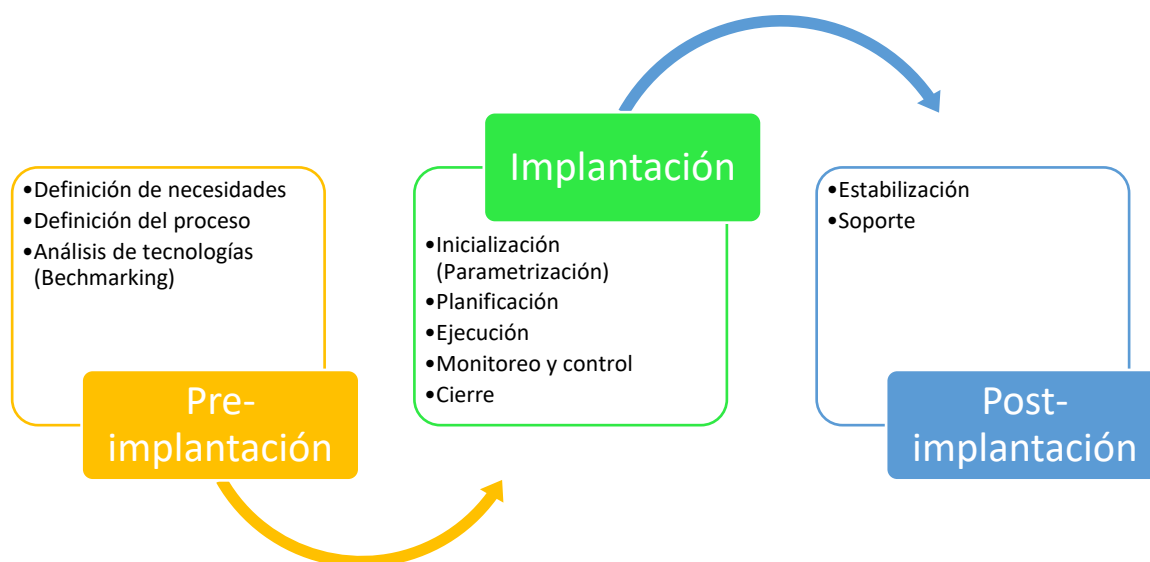 •Definición de necesidades
•Definición del proceso
•Análisis de tecnologías
(Bechmarking)
Pre-
implantación
Implantación
•Inicialización
(Parametrización)
•Planificación
•Ejecución
•Monitoreo y control
•Cierre
•Estabilización
•Soporte
Post-
implantación